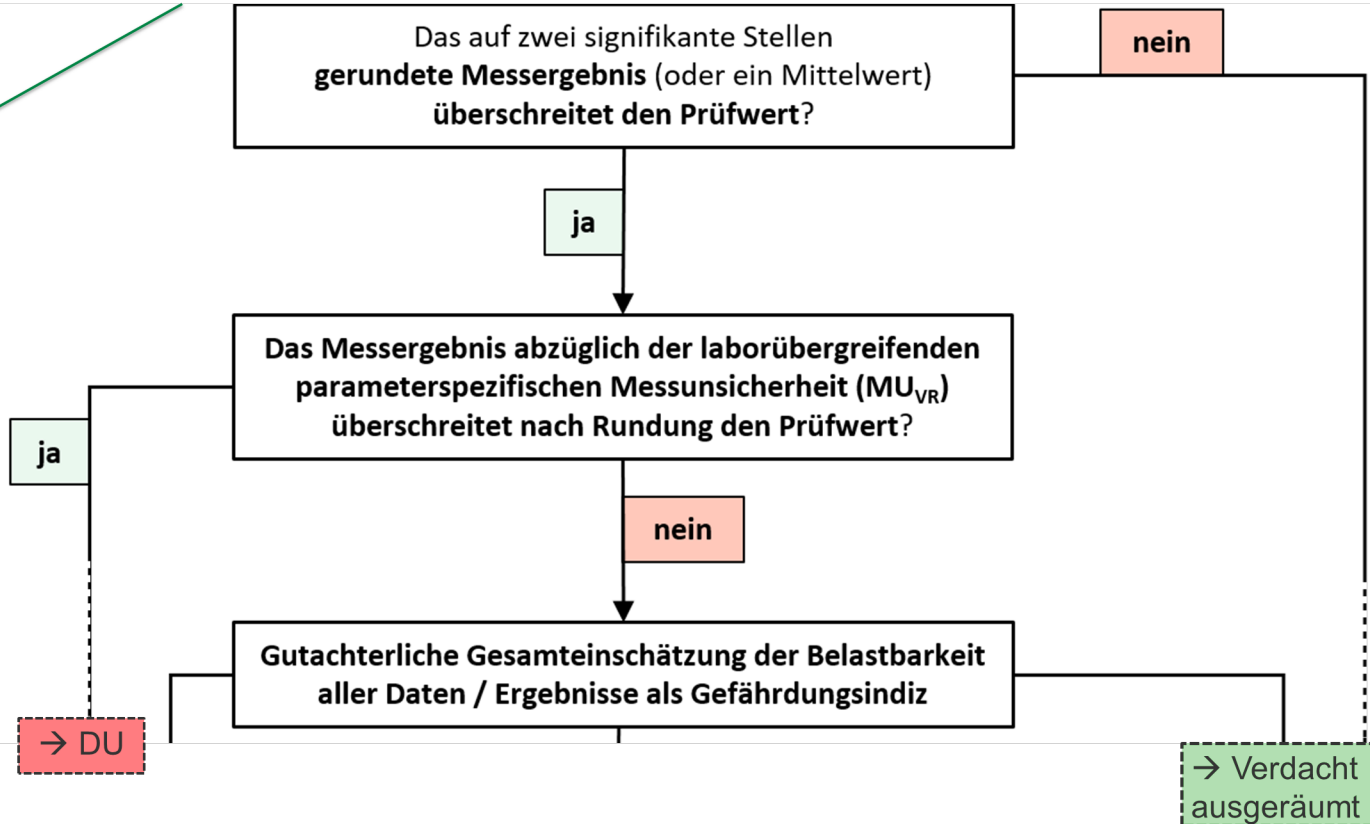 Das auf zwei signifikante Stellen
gerundete Messergebnis (oder ein Mittelwert)
überschreitet den Prüfwert?
nein
ja
Das Messergebnis abzüglich der laborübergreifenden
parameterspezifischen Messunsicherheit (MUVR)
überschreitet nach Rundung den Prüfwert?
ja
nein
Gutachterliche Gesamteinschätzung der Belastbarkeit
aller Daten / Ergebnisse als Gefährdungsindiz
→ DU
→ Verdacht
ausgeräumt